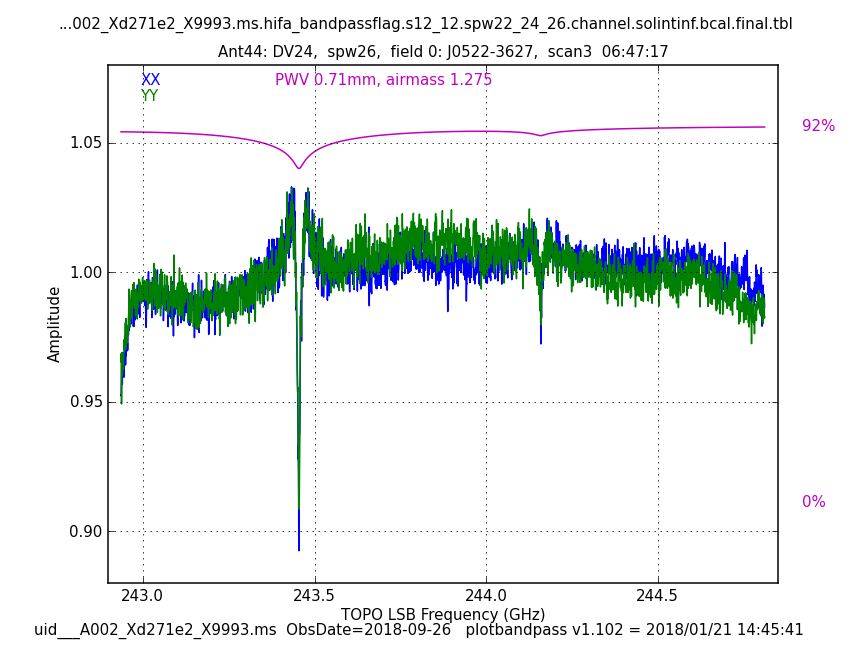 ...002_Xd271e2_X9993.ms.hifa_bandpassflag.s12_12.spw22_24_26.channel.solintinf.bcal.final.tbl
Ant44: DV24,  spw26,  field 0: J0522-3627,  scan3  06:47:17
XX
PWV 0.71mm, airmass 1.275
YY
92%
1.05
1.00
Amplitude
0.95
0%
0.90
243.0
243.5
244.0
244.5
TOPO LSB Frequency (GHz)
uid___A002_Xd271e2_X9993.ms  ObsDate=2018-09-26   plotbandpass v1.102 = 2018/01/21 14:45:41